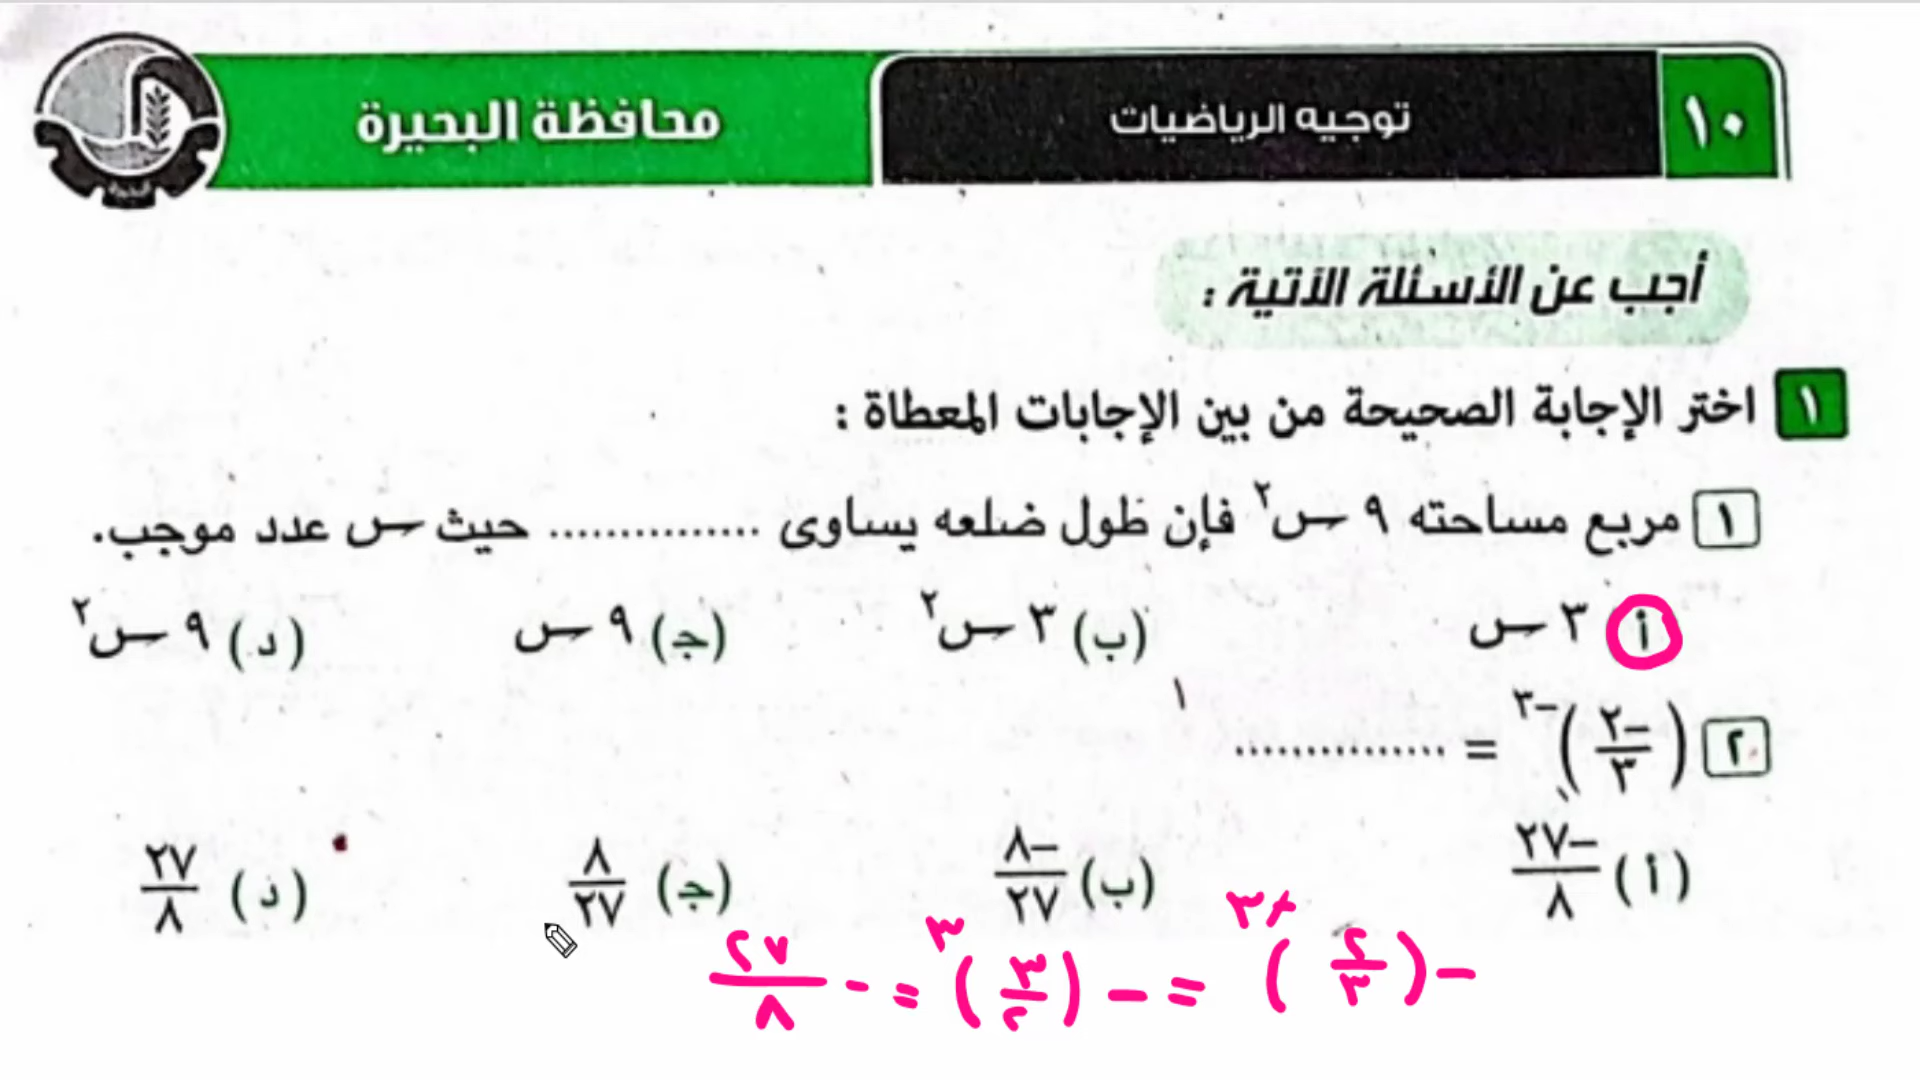 ١٠ توجيه الرياضيات محافظة البحيرة
البحيرة
أجب عن الأسئلة الآتية :
١ اختر الإجابة الصحيحة من بين الإجابات المعطاة :
١ مربع مساحته ٩ س٢ فإن طول ضلعه يساوى ............... حيث س عدد موجب.
أ ٣ س (ب) ٣ س٢ (جـ) ٩ س (د) ٩ س٢
٢ (−٢/٣)−٣ = ............... ١
(أ) −٢٧/٨ (ب) −٨/٢٧ (جـ) ٨/٢٧ (د) ٢٧/٨
− (٢/٣)+٣ = − (٣/٢)٣ = − ٢٧/٨